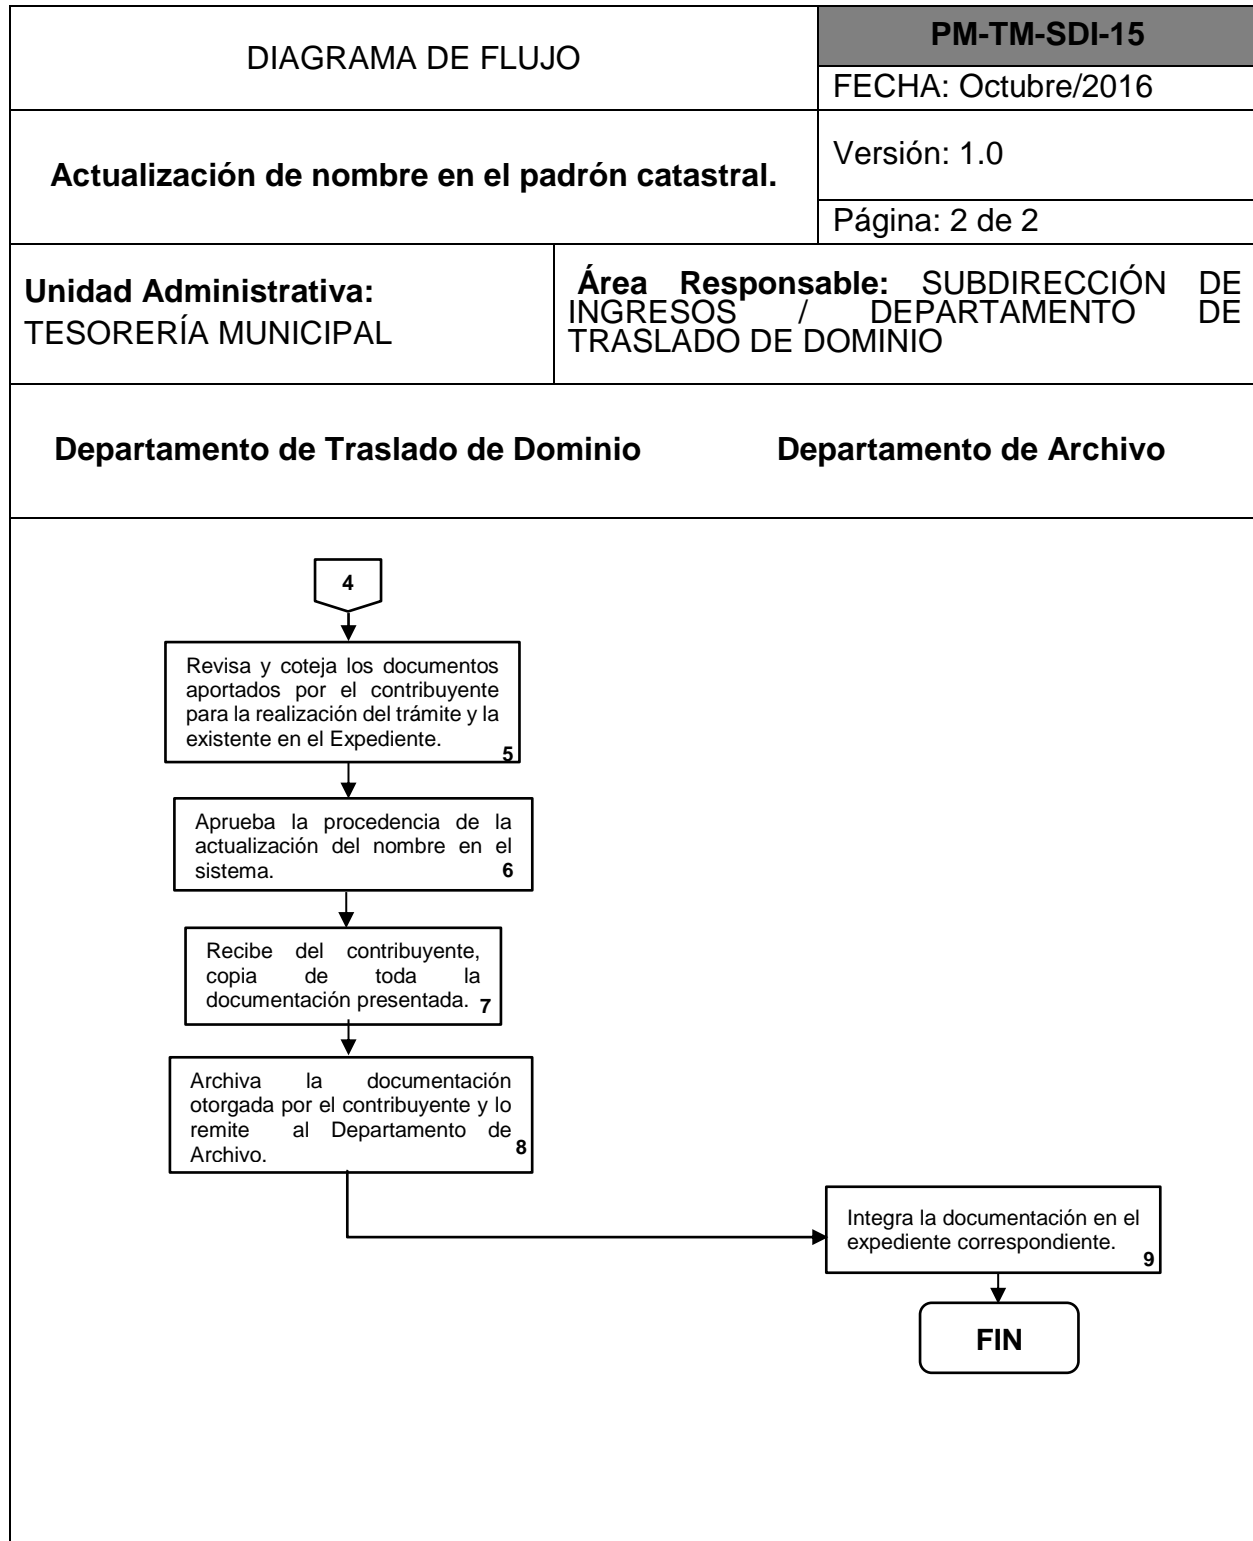 DIAGRAMA DE FLUJO
PM-TM-SDI-15
FECHA: Octubre/2016
Actualización de nombre en el padrón catastral.
Versión: 1.0
Página: 2 de 2
Unidad Administrativa:
TESORERÍA MUNICIPAL
Área Responsable: SUBDIRECCIÓN DE
INGRESOS / DEPARTAMENTO DE
TRASLADO DE DOMINIO
Departamento de Traslado de Dominio
Departamento de Archivo
4
Revisa y coteja los documentos
aportados por el contribuyente
para la realización del trámite y la
existente en el Expediente.
5
Aprueba la procedencia de la
actualización del nombre en el
sistema.
6
Recibe del contribuyente,
copia de toda la
documentación presentada.
7
Archiva la documentación
otorgada por el contribuyente y lo
remite al Departamento de
Archivo.
8
Integra la documentación en el
expediente correspondiente.
9
FIN